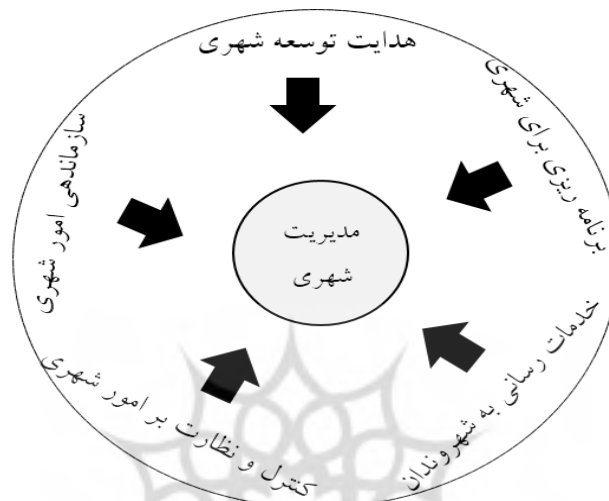 هدایت توسعه شهری
برنامه ریزی برای شهری
سازماندهی امور شهری
مدیریت
شهری
خدمات رسانی به شهروندان
کنترل و نظارت بر امور شهری